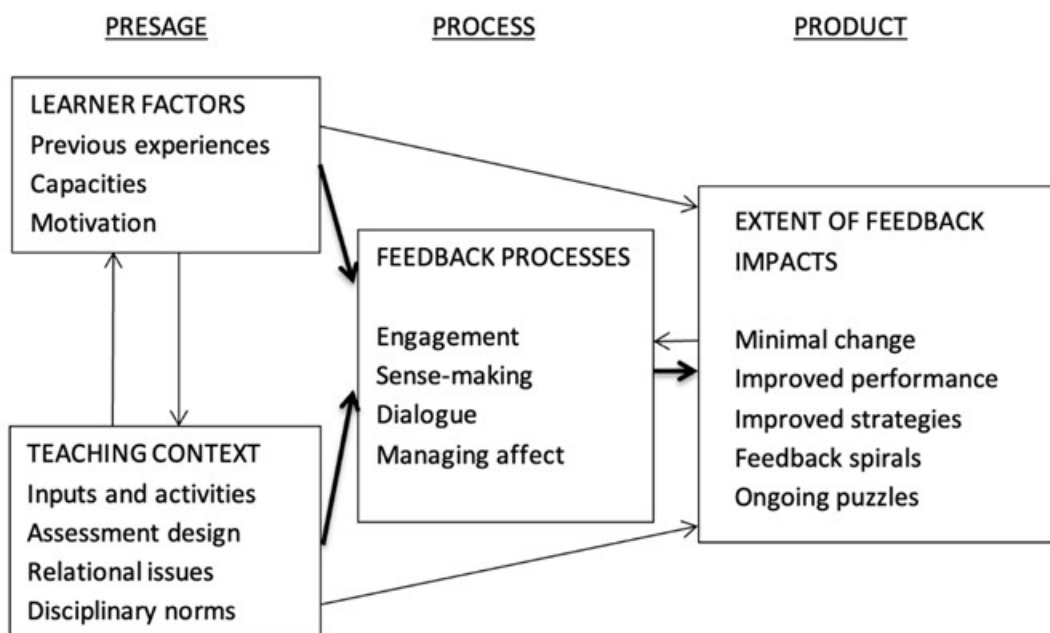 PRESAGE
PROCESS
PRODUCT
LEARNER FACTORS
Previous experiences
Capacities
Motivation
TEACHING CONTEXT
Inputs and activities
Assessment design
Relational issues
Disciplinary norms
FEEDBACK PROCESSES
Engagement
Sense-making
Dialogue
Managing affect
EXTENT OF FEEDBACK
IMPACTS
Minimal change
Improved performance
Improved strategies
Feedback spirals
Ongoing puzzles